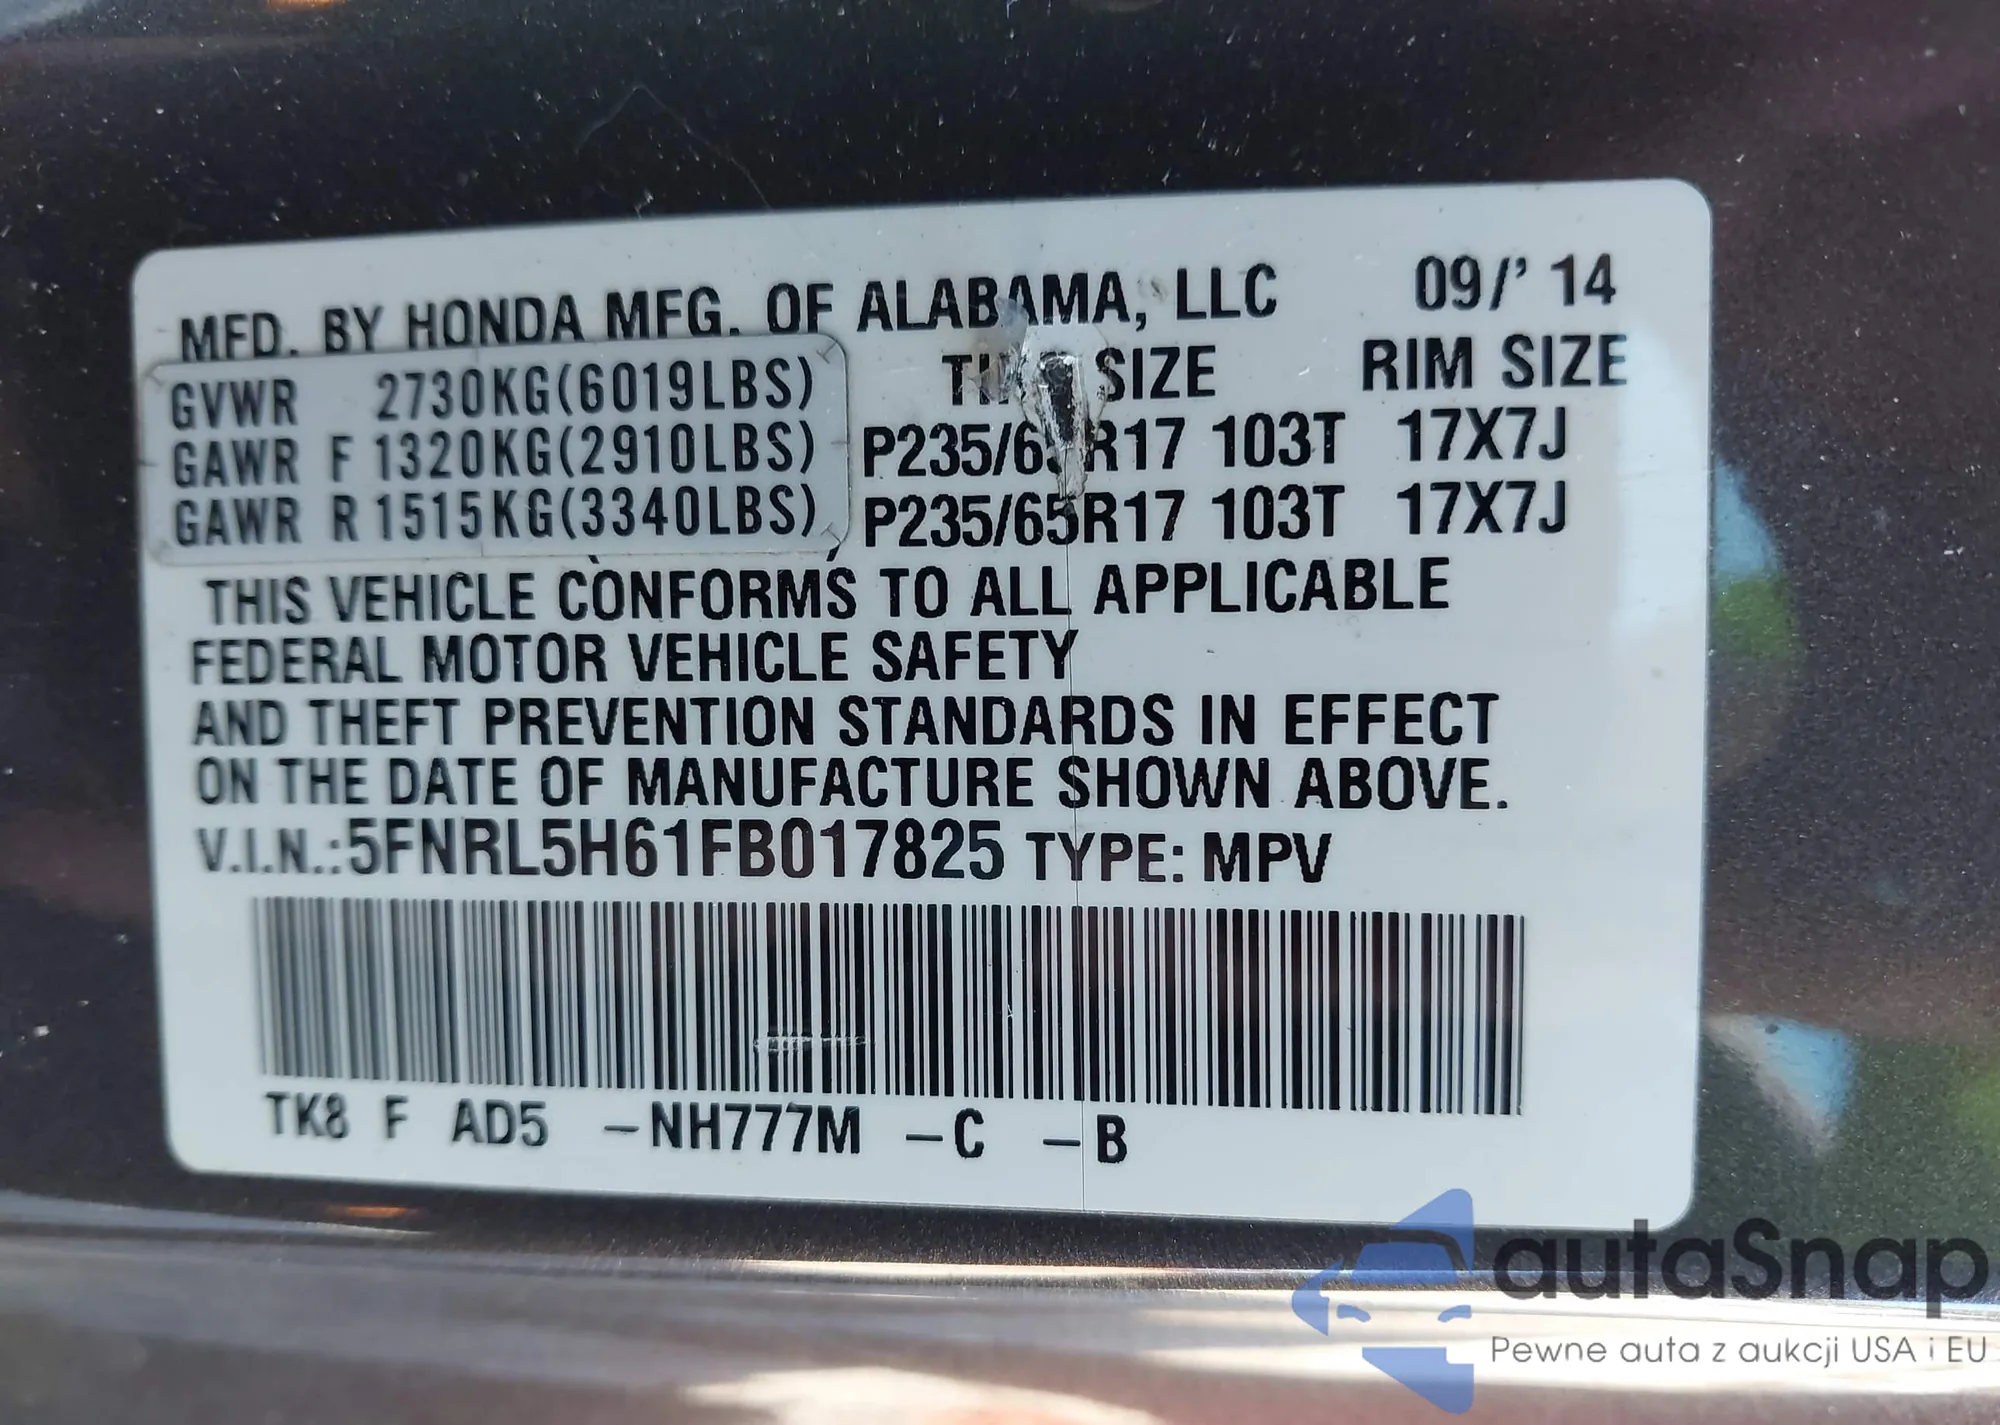 MFD. BY HONDA MFG. OF ALABAMA, LLC 09/' 14
TIRE SIZE RIM SIZE
GVWR 2730KG(6019LBS)
GAWR F 1320KG(2910LBS) P235/65R17 103T 17X7J
GAWR R 1515KG(3340LBS) P235/65R17 103T 17X7J
THIS VEHICLE CONFORMS TO ALL APPLICABLE
FEDERAL MOTOR VEHICLE SAFETY
AND THEFT PREVENTION STANDARDS IN EFFECT
ON THE DATE OF MANUFACTURE SHOWN ABOVE.
V.I.N.:5FNRL5H61FB017825 TYPE: MPV
TK8 F AD5 -NH777M -C -B
autaSnap
Pewne auta z aukcji USA i EU